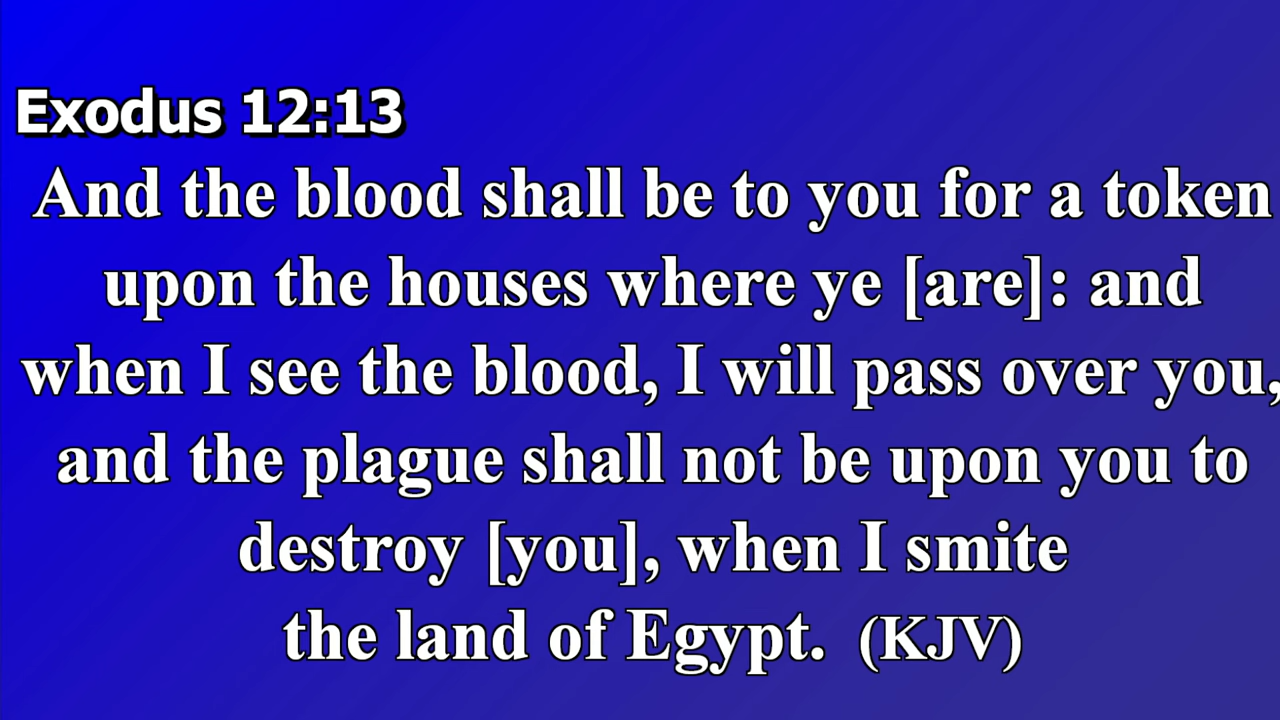 Exodus 12:13
And the blood shall be to you for a token
upon the houses where ye [are]: and
when I see the blood, I will pass over you,
and the plague shall not be upon you to
destroy [you], when I smite
the land of Egypt. (KJV)